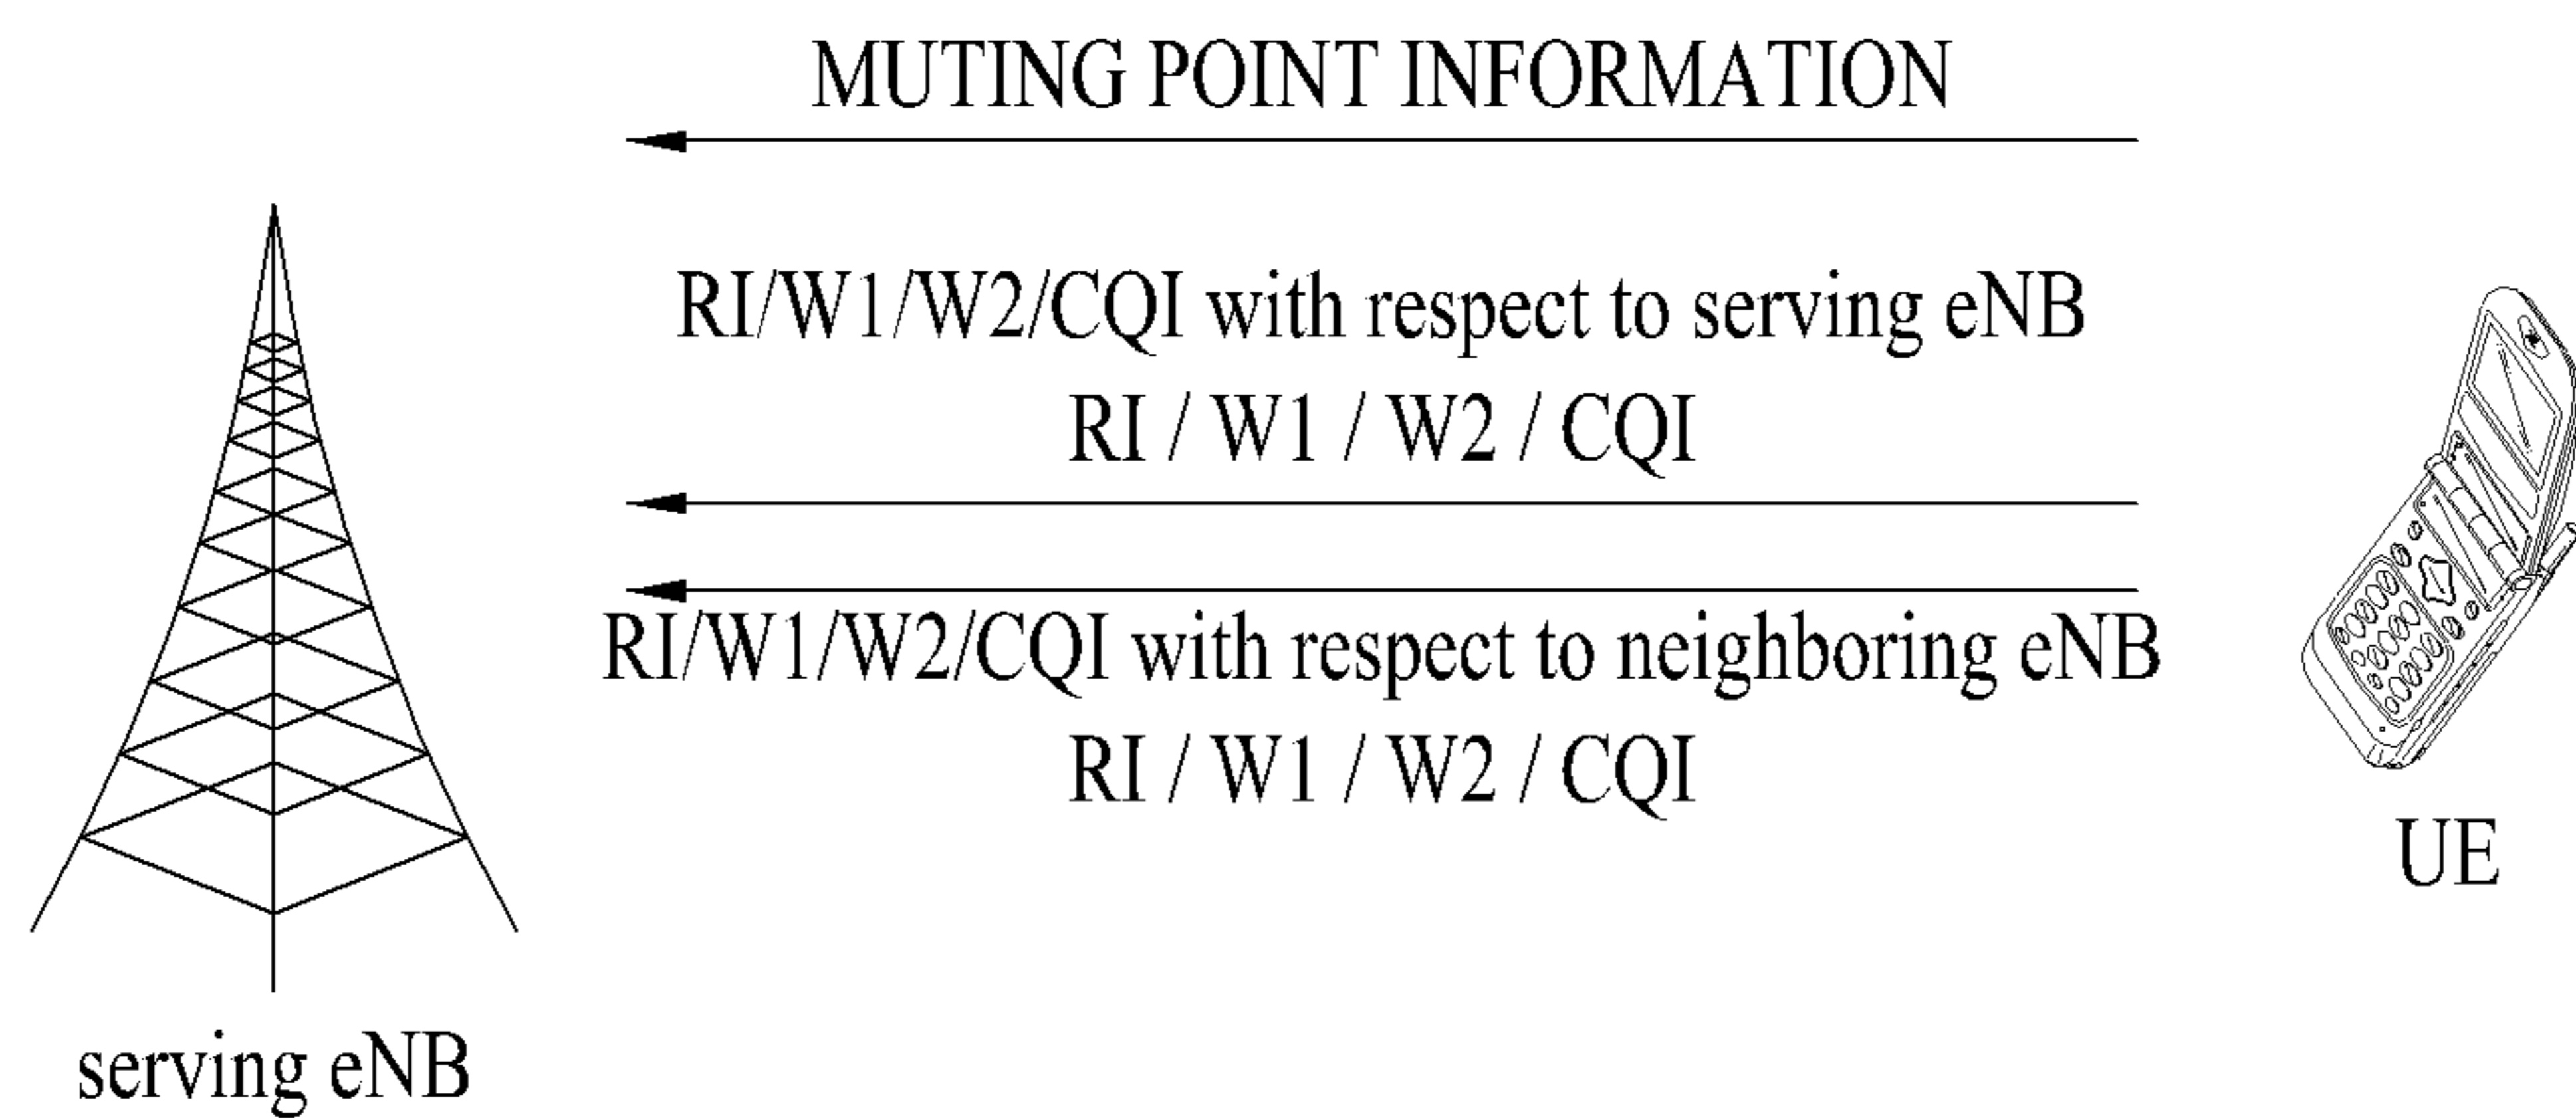 MUTING POINT INFORMATION
RI/W1/W2/CQI with respect to serving eNB
RI / W1 / W2 / CQI
RI/W1/W2/CQI with respect to neighboring eNB
RI / W1 / W2 / CQI
UE
serving eNB